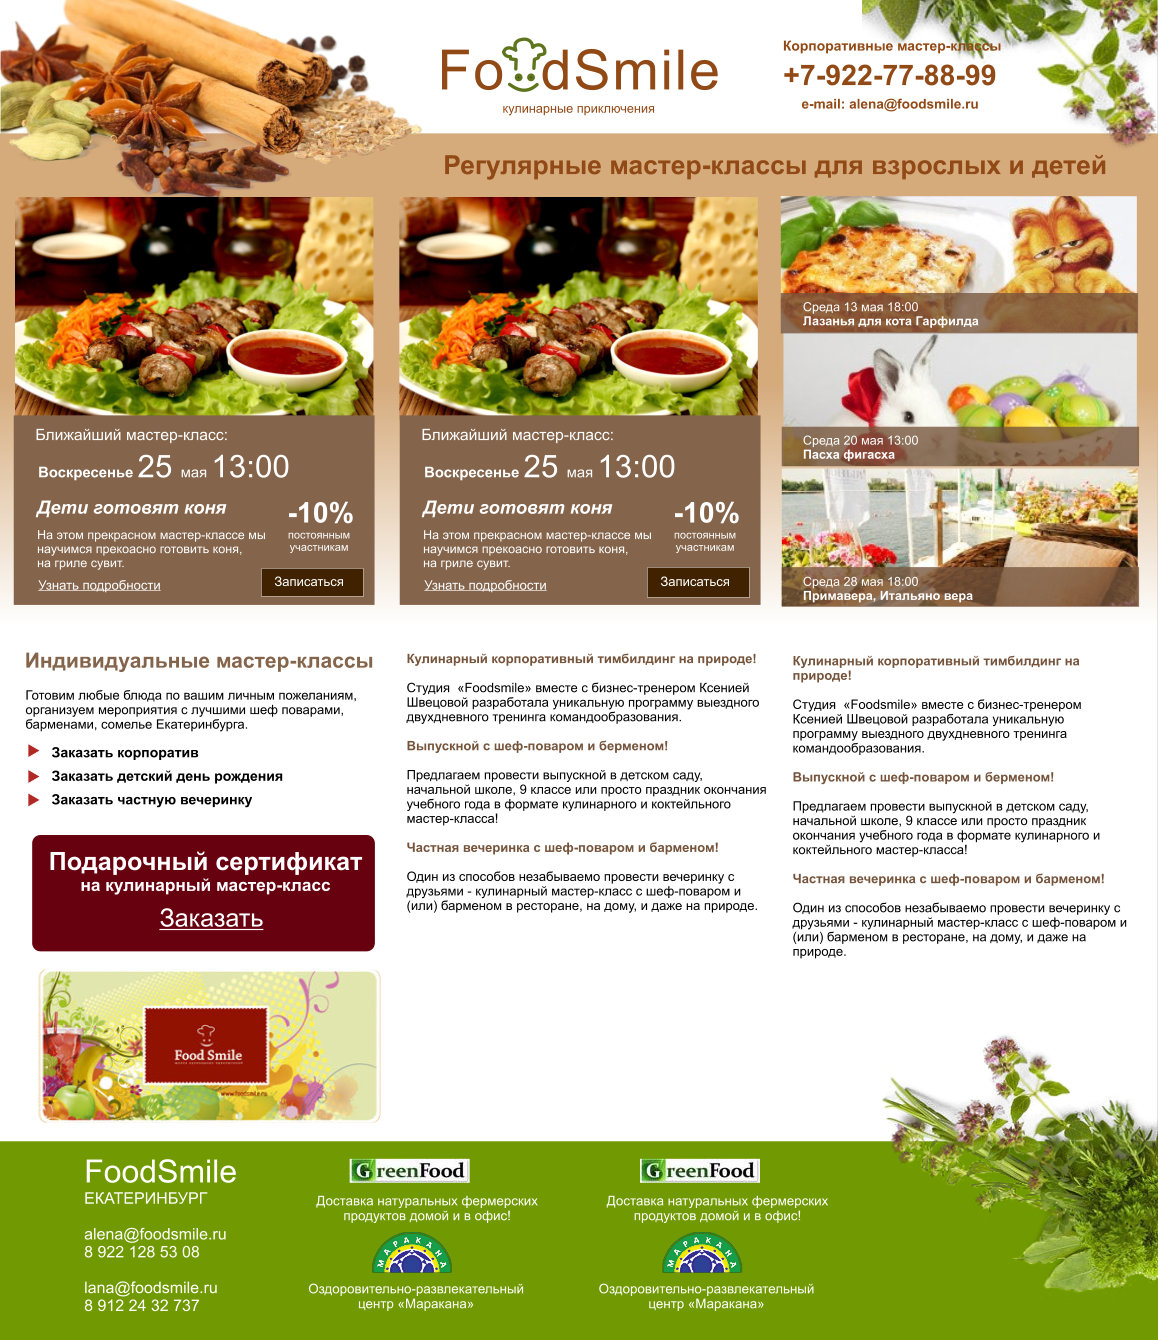 FoodSmile
кулинарные приключения
Корпоративные мастер-классы
+7-922-77-88-99
e-mail: alena@foodsmile.ru
Регулярные мастер-классы для взрослых и детей
Ближайший мастер-класс:
Воскресенье 25 мая 13:00
Дети готовят коня
-10%
постоянным
участникам
На этом прекрасном мастер-классе мы
научимся прекоасно готовить коня,
на гриле сувит.
Узнать подробности
Записаться
Ближайший мастер-класс:
Воскресенье 25 мая 13:00
Дети готовят коня
-10%
постоянным
участникам
На этом прекрасном мастер-классе мы
научимся прекоасно готовить коня,
на гриле сувит.
Узнать подробности
Записаться
Среда 13 мая 18:00
Лазанья для кота Гарфилда
Среда 20 мая 13:00
Пасха фигасха
Среда 28 мая 18:00
Примавера, Итальяно вера
Индивидуальные мастер-классы
Готовим любые блюда по вашим личным пожеланиям,
организуем мероприятия с лучшими шеф поварами,
барменами, сомелье Екатеринбурга.
Заказать корпоратив
Заказать детский день рождения
Заказать частную вечеринку
Подарочный сертификат
на кулинарный мастер-класс
Заказать
Food Smile
www.foodsmile.ru
Кулинарный корпоративный тимбилдинг на природе!
Студия «Foodsmile» вместе с бизнес-тренером Ксенией
Швецовой разработала уникальную программу выездного
двухдневного тренинга командообразования.
Выпускной с шеф-поваром и берменом!
Предлагаем провести выпускной в детском саду,
начальной школе, 9 классе или просто праздник окончания
учебного года в формате кулинарного и коктейльного
мастер-класса!
Частная вечеринка с шеф-поваром и барменом!
Один из способов незабываемо провести вечеринку с
друзьями - кулинарный мастер-класс с шеф-поваром и
(или) барменом в ресторане, на дому, и даже на природе.
Кулинарный корпоративный тимбилдинг на
природе!
Студия «Foodsmile» вместе с бизнес-тренером
Ксенией Швецовой разработала уникальную
программу выездного двухдневного тренинга
командообразования.
Выпускной с шеф-поваром и берменом!
Предлагаем провести выпускной в детском саду,
начальной школе, 9 классе или просто праздник
окончания учебного года в формате кулинарного и
коктейльного мастер-класса!
Частная вечеринка с шеф-поваром и барменом!
Один из способов незабываемо провести вечеринку с
друзьями - кулинарный мастер-класс с шеф-поваром и
(или) барменом в ресторане, на дому, и даже на
природе.
FoodSmile
ЕКАТЕРИНБУРГ
alena@foodsmile.ru
8 922 128 53 08
lana@foodsmile.ru
8 912 24 32 737
GreenFood
Доставка натуральных фермерских
продуктов домой и в офис!
МАРАКАНА
Оздоровительно-развлекательный
центр «Маракана»
GreenFood
Доставка натуральных фермерских
продуктов домой и в офис!
МАРАКАНА
Оздоровительно-развлекательный
центр «Маракана»